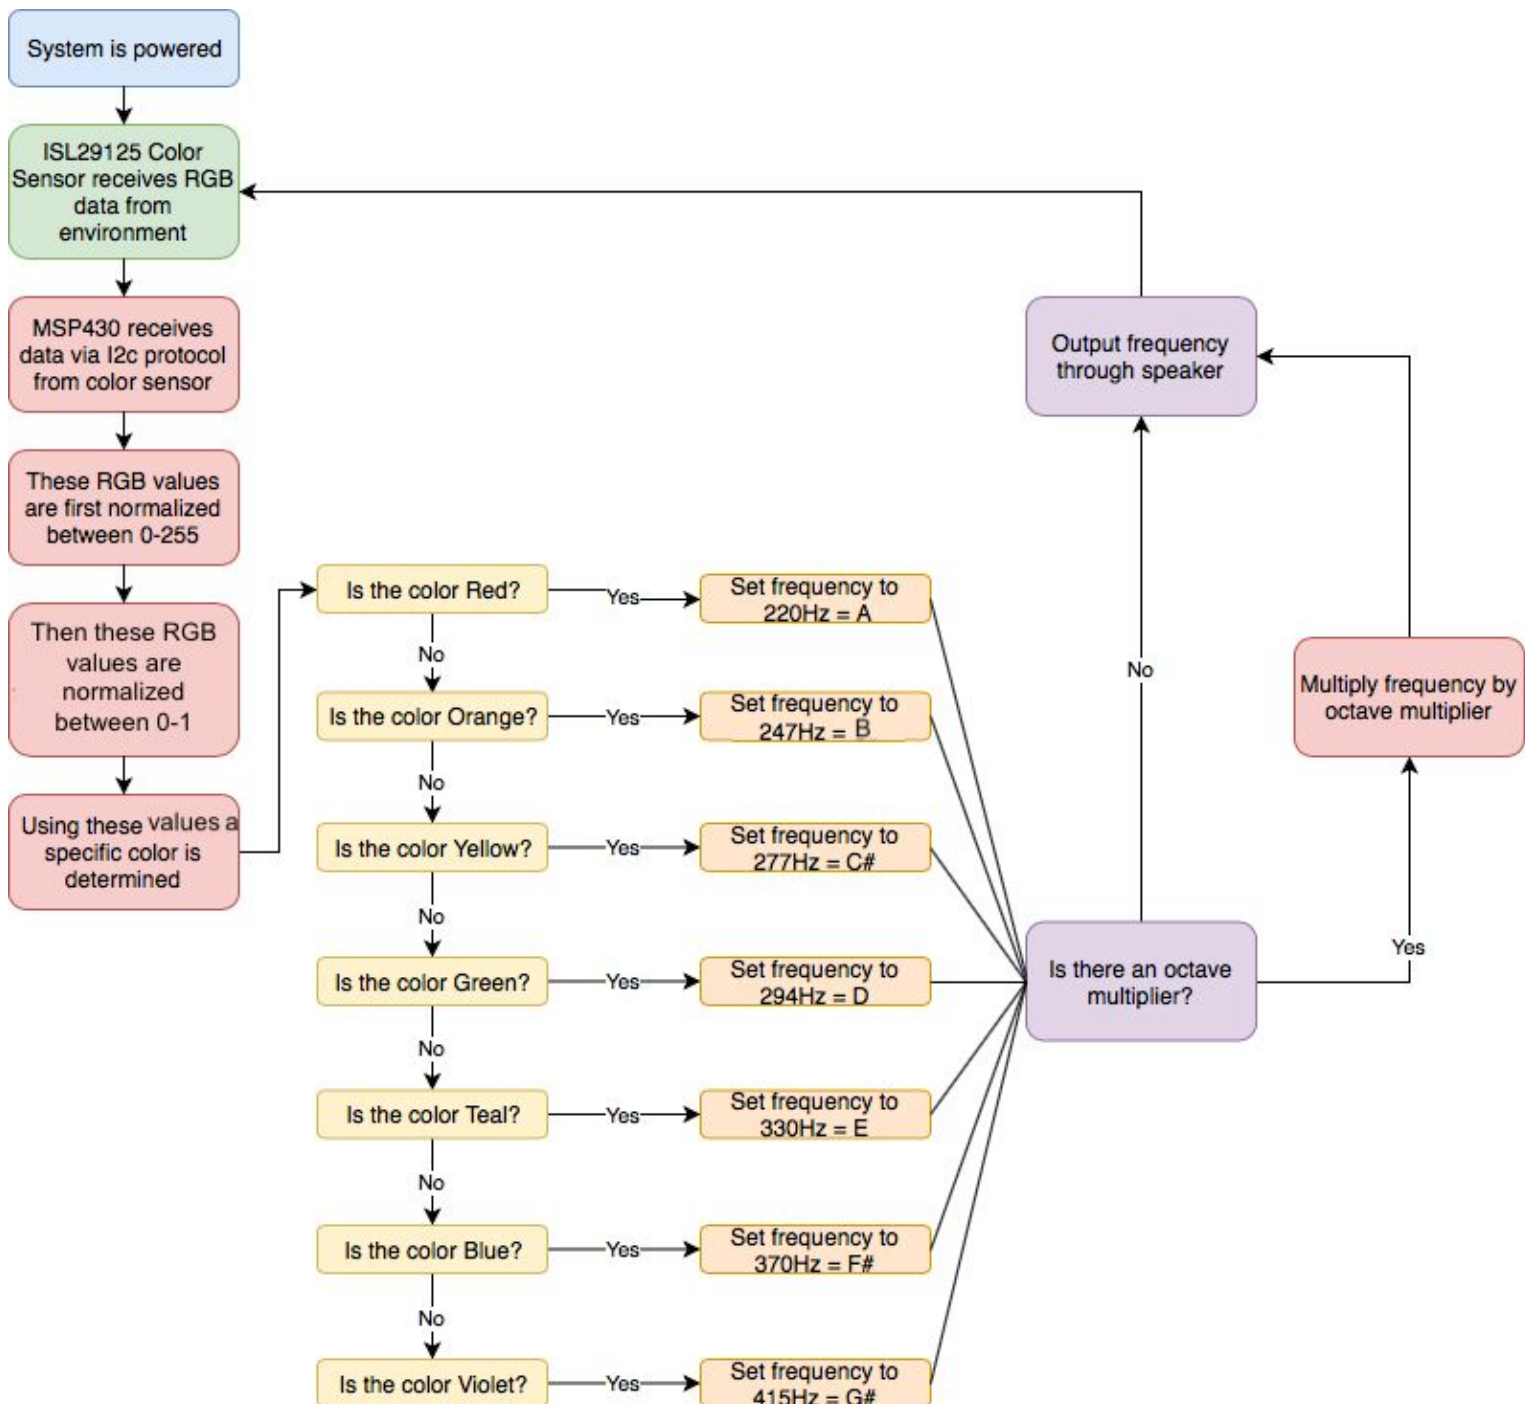 System is powered
ISL29125 Color
Sensor receives RGB
data from
environment
MSP430 receives
data via I2c protocol
from color sensor
These RGB values
are first normalized
between 0-255
Then these RGB
values are
normalized
between 0-1
Using these values a
specific color is
determined
Is the color Red?
Yes
Set frequency to
220Hz = A
No
Is the color Orange?
Yes
Set frequency to
247Hz = B
No
Is the color Yellow?
Yes
Set frequency to
277Hz = C#
No
Is the color Green?
Yes
Set frequency to
294Hz = D
No
Is the color Teal?
Yes
Set frequency to
330Hz = E
No
Is the color Blue?
Yes
Set frequency to
370Hz = F#
No
Is the color Violet?
Yes
Set frequency to
415Hz = G#
Is there an octave
multiplier?
No
Yes
Multiply frequency by
octave multiplier
Output frequency
through speaker